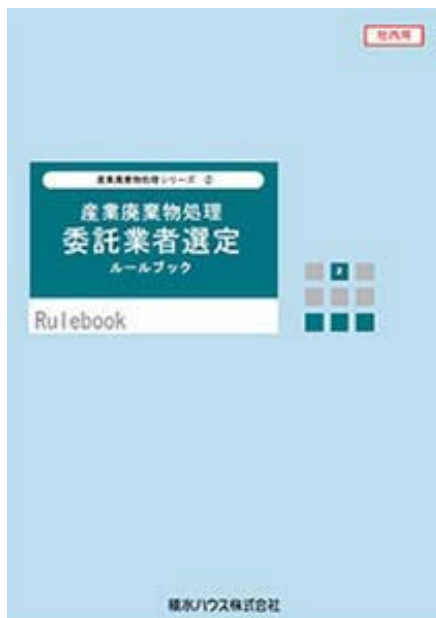 社内用
産業廃棄物処理シリーズ ②
産業廃棄物処理
委託業者選定
ルールブック
Rulebook
積水ハウス株式会社